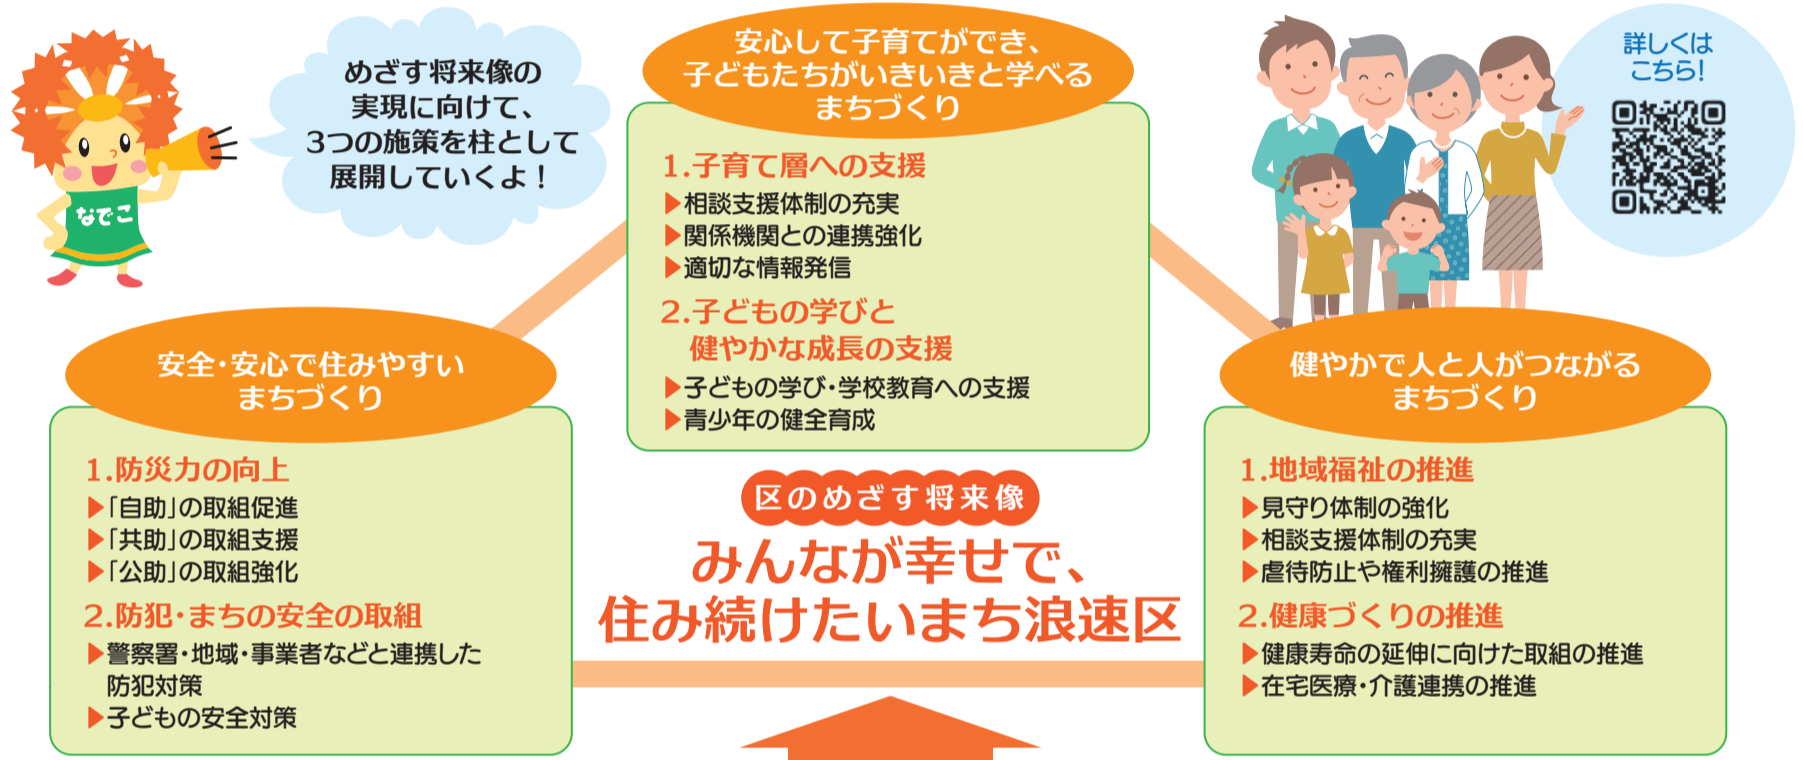 めざす将来像の
実現に向けて、
3つの施策を柱として
展開していくよ！
なでこ
安心して子育てができ、
子どもたちがいきいきと学べる
まちづくり
1.子育て層への支援
▶相談支援体制の充実
▶関係機関との連携強化
▶適切な情報発信
2.子どもの学びと
健やかな成長の支援
▶子どもの学び・学校教育への支援
▶青少年の健全育成
詳しくは
こちら！
安全・安心で住みやすい
まちづくり
1.防災力の向上
▶「自助」の取組促進
▶「共助」の取組支援
▶「公助」の取組強化
2.防犯・まちの安全の取組
▶警察署・地域・事業者などと連携した
防犯対策
▶子どもの安全対策
区のめざす将来像
みんなが幸せで、
住み続けたいまち浪速区
健やかで人と人がつながる
まちづくり
1.地域福祉の推進
▶見守り体制の強化
▶相談支援体制の充実
▶虐待防止や権利擁護の推進
2.健康づくりの推進
▶健康寿命の延伸に向けた取組の推進
▶在宅医療・介護連携の推進